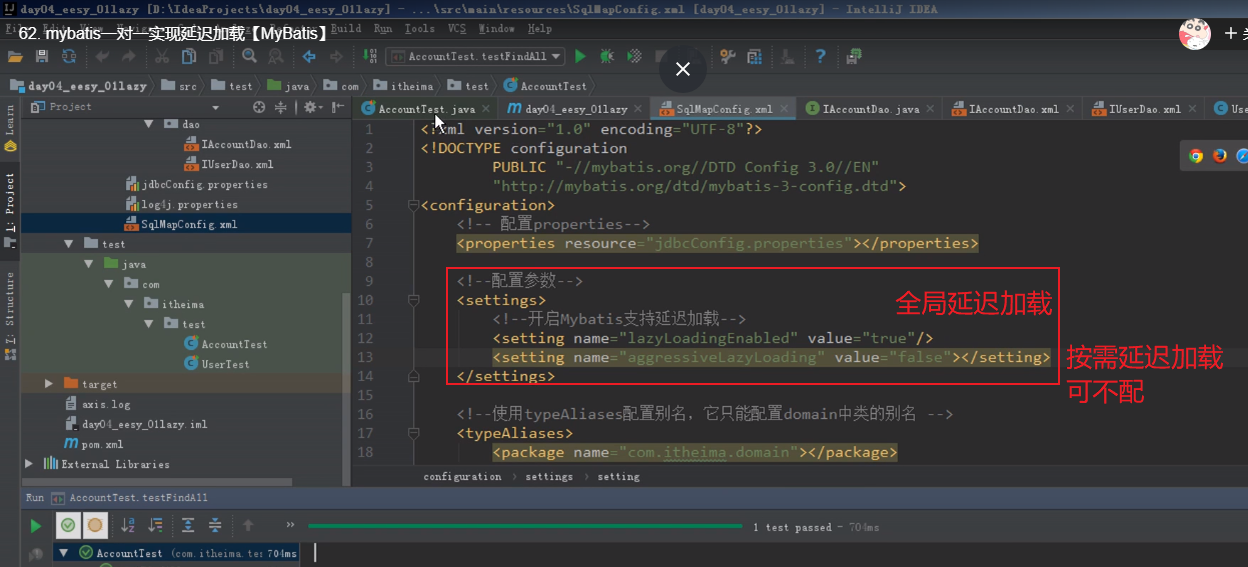 day04_eesy_01lazy [D:\IdeaProjects\day04_eesy_01lazy] - ...\src\main\resources\SqlMapConfig.xml - IntelliJ IDEA
62. mybatis一对一实现延迟加载【MyBatis】
Build Run Tools VCS Window Help
+ 关
AccountTest.testFindAll
day04_eesy_01lazy src test java com itheima test AccountTest
Project
AccountTest.java day04_eesy_01lazy SqlMapConfig.xml IAccountDao.java IAccountDao.xml IUserDao.xml
Learn
1: Project
7: Structure
dao
IAccountDao.xml
IUserDao.xml
jdbcConfig.properties
log4j.properties
SqlMapConfig.xml
test
java
com
itheima
test
AccountTest
UserTest
target
axis.log
day04_eesy_01lazy.iml
pom.xml
External Libraries
1 <?xml version="1.0" encoding="UTF-8"?>
2 <!DOCTYPE configuration
3 PUBLIC "-//mybatis.org//DTD Config 3.0//EN"
4 "http://mybatis.org/dtd/mybatis-3-config.dtd">
5 <configuration>
6 <!-- 配置properties-->
7 <properties resource="jdbcConfig.properties"></properties>
8
9 <!--配置参数-->
10 <settings>
全局延迟加载
11 <!--开启Mybatis支持延迟加载-->
12 <setting name="lazyLoadingEnabled" value="true"/>
13 <setting name="aggressiveLazyLoading" value="false"></setting>
按需延迟加载
可不配
14 </settings>
15
16 <!--使用typeAliases配置别名，它只能配置domain中类的别名 -->
17 <typeAliases>
18 <package name="com.itheima.domain"></package>
configuration › settings › setting
Run AccountTest.testFindAll
1 test passed - 704ms
AccountTest (com.itheima.te: 704ms